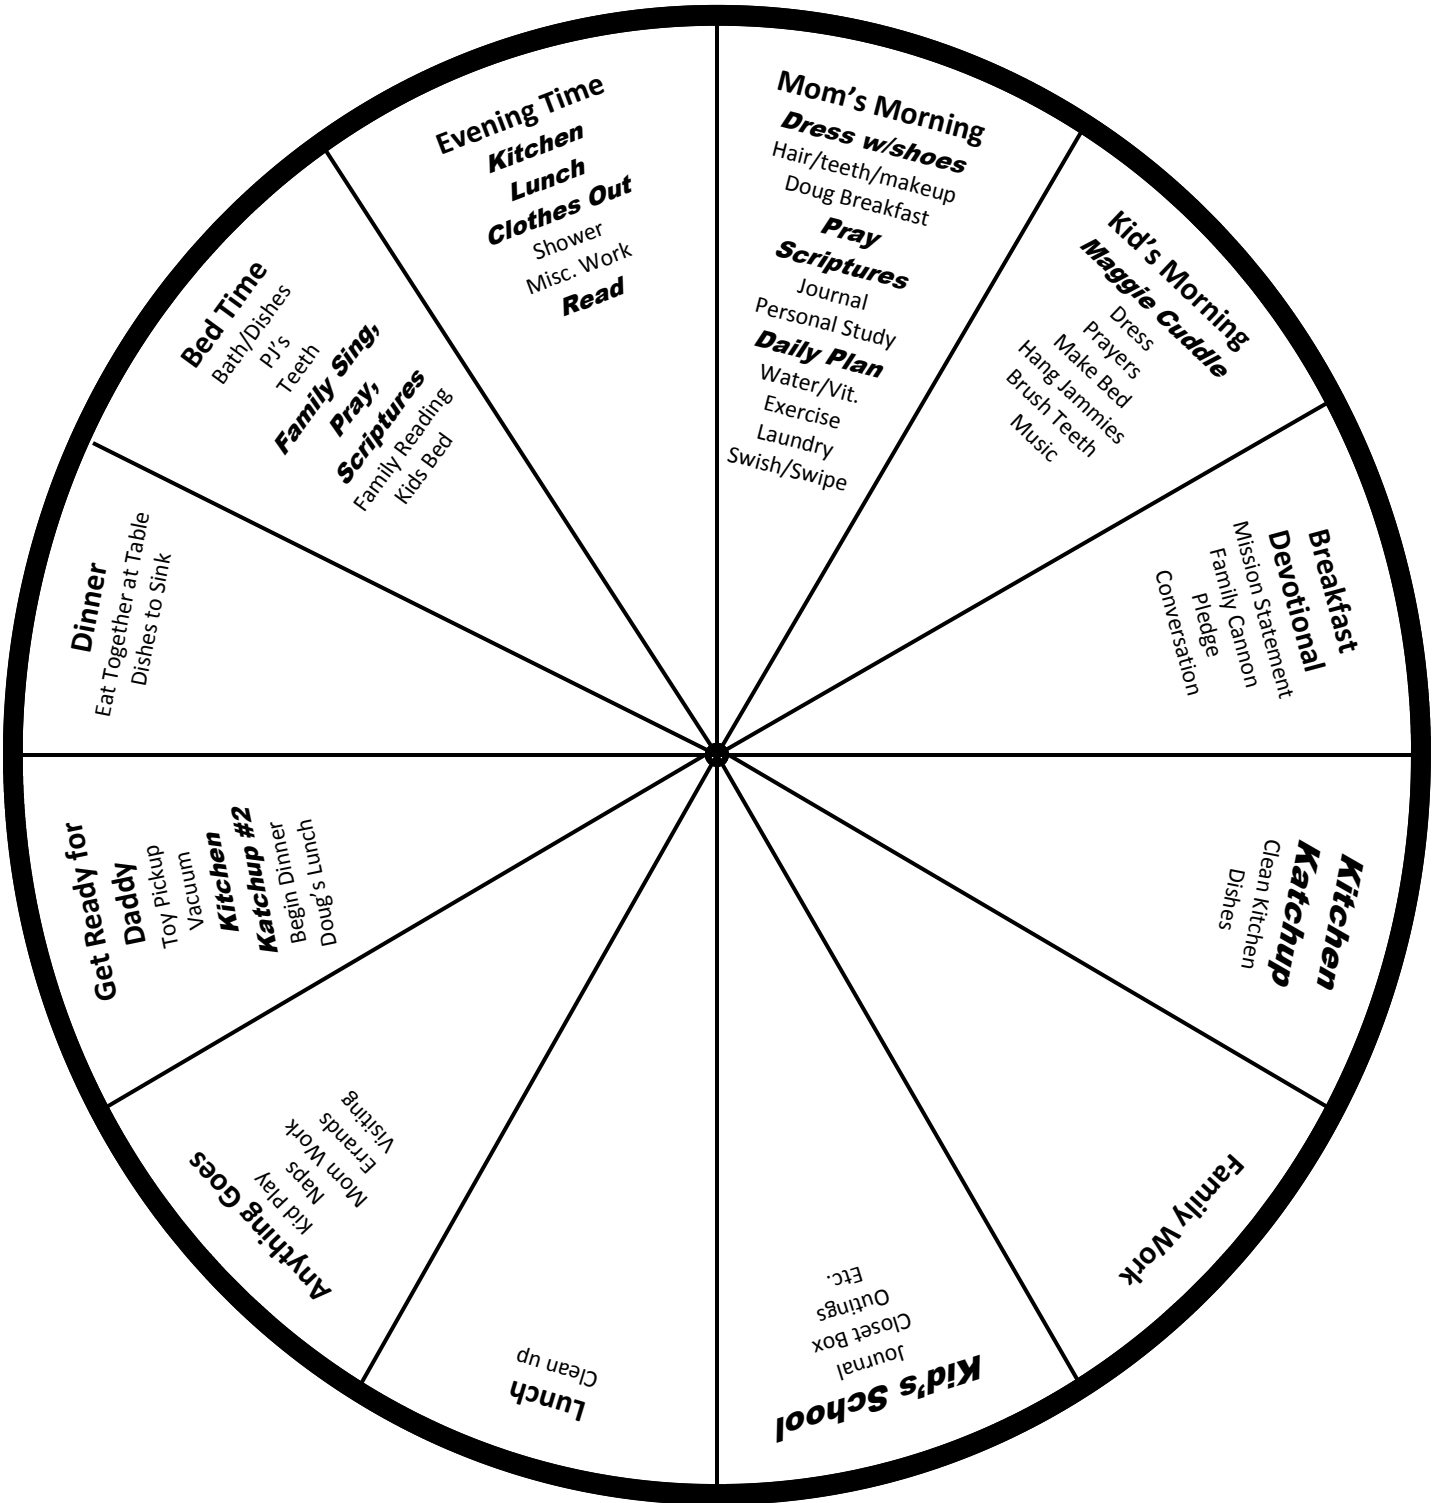 Mom's Morning
Dress w/shoes
Hair/teeth/makeup
Doug Breakfast
Pray
Scriptures
Journal
Personal Study
Daily Plan
Water/Vit.
Exercise
Laundry
Swish/Swipe
Kid's Morning
Maggie Cuddle
Dress
Prayers
Make Bed
Hang Jammies
Brush Teeth
Music
Breakfast
Devotional
Mission Statement
Family Cannon
Pledge
Conversation
Kitchen
Katchup
Clean Kitchen
Dishes
Family Work
Kid's School
Journal
Closet Box
Outings
Etc.
Lunch
Clean up
Anything Goes
Kid Play
Naps
Mom Work
Errands
Visiting
Get Ready for
Daddy
Toy Pickup
Vacuum
Kitchen
Katchup #2
Begin Dinner
Doug's Lunch
Dinner
Eat Together at Table
Dishes to Sink
Bed Time
Bath/Dishes
PJ's
Teeth
Family Sing,
Pray,
Scriptures
Family Reading
Kids Bed
Evening Time
Kitchen
Lunch
Clothes Out
Shower
Misc. Work
Read